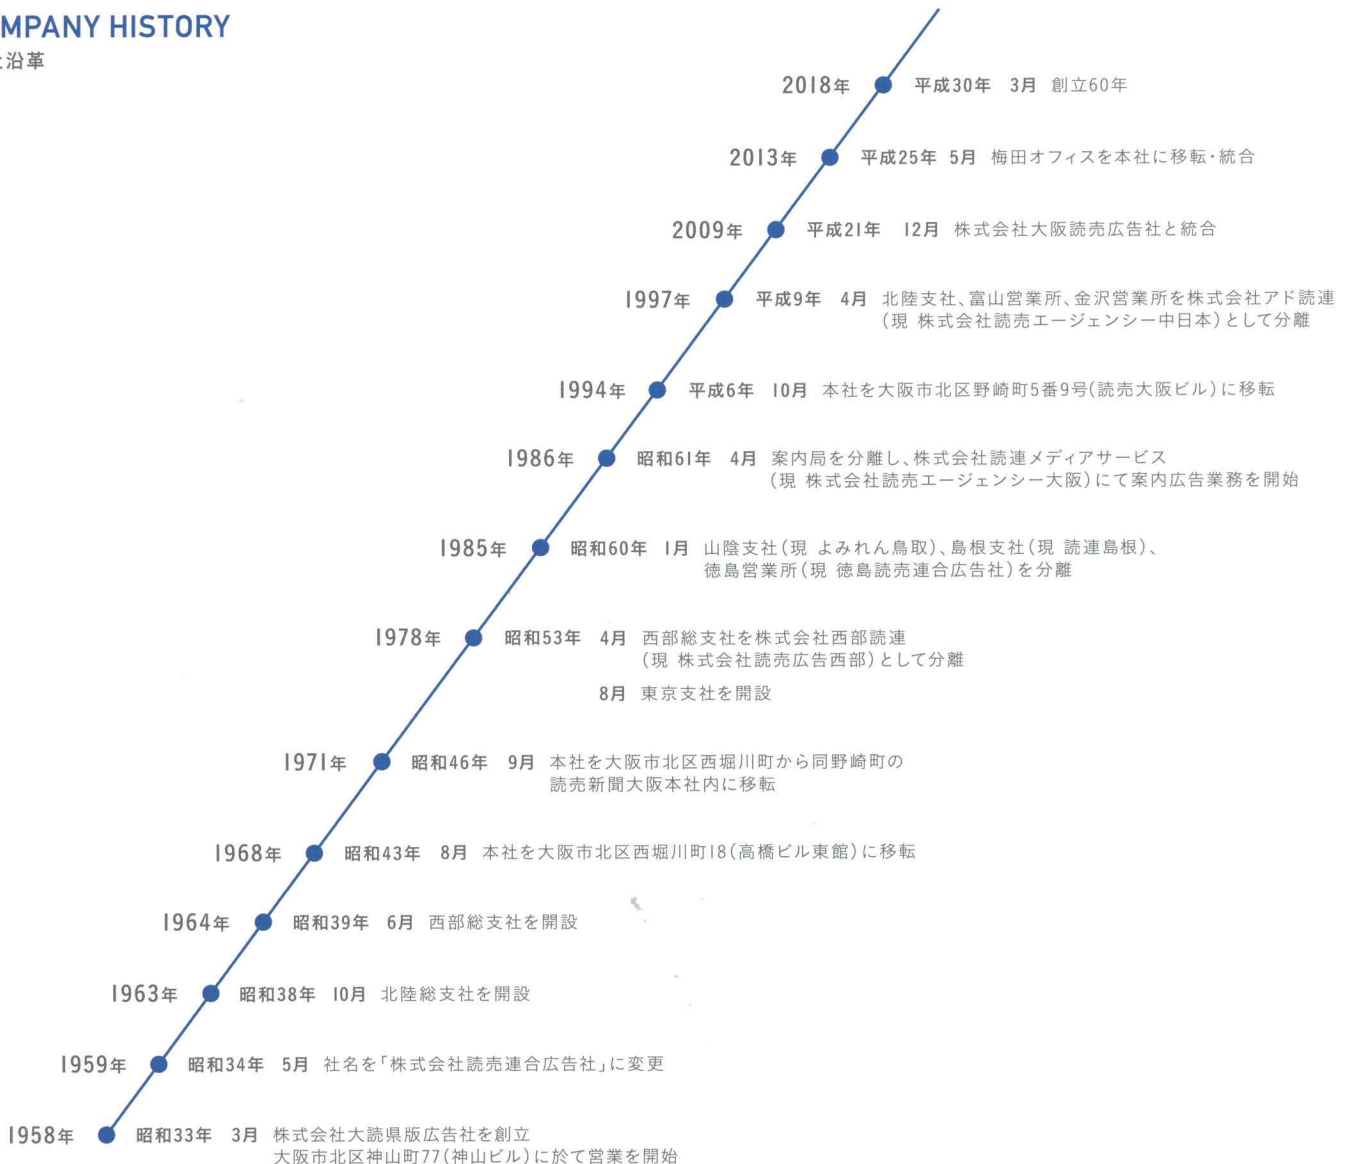 MPANY HISTORY
沿革
2018年 平成30年 3月 創立60年
2013年 平成25年 5月 梅田オフィスを本社に移転・統合
2009年 平成21年 12月 株式会社大阪読売広告社と統合
1997年 平成9年 4月 北陸支社、富山営業所、金沢営業所を株式会社アド読連
(現 株式会社読売エージェンシー中日本)として分離
1994年 平成6年 10月 本社を大阪市北区野崎町5番9号(読売大阪ビル)に移転
1986年 昭和61年 4月 案内局を分離し、株式会社読連メディアサービス
(現 株式会社読売エージェンシー大阪)にて案内広告業務を開始
1985年 昭和60年 1月 山陰支社(現 よみれん鳥取)、島根支社(現 読連島根)、
徳島営業所(現 徳島読売連合広告社)を分離
1978年 昭和53年 4月 西部総支社を株式会社西部読連
(現 株式会社読売広告西部)として分離
8月 東京支社を開設
1971年 昭和46年 9月 本社を大阪市北区西堀川町から同野崎町の
読売新聞大阪本社内に移転
1968年 昭和43年 8月 本社を大阪市北区西堀川町18(高橋ビル東館)に移転
1964年 昭和39年 6月 西部総支社を開設
1963年 昭和38年 10月 北陸総支社を開設
1959年 昭和34年 5月 社名を「株式会社読売連合広告社」に変更
1958年 昭和33年 3月 株式会社大読県版広告社を創立
大阪市北区神山町77(神山ビル)に於て営業を開始